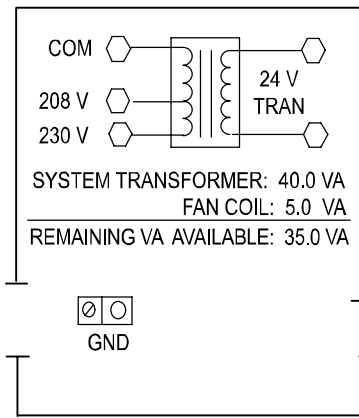 COM
208 V
230 V
24 V
TRAN
SYSTEM TRANSFORMER: 40.0 VA
FAN COIL: 5.0 VA
REMAINING VA AVAILABLE: 35.0 VA
GND